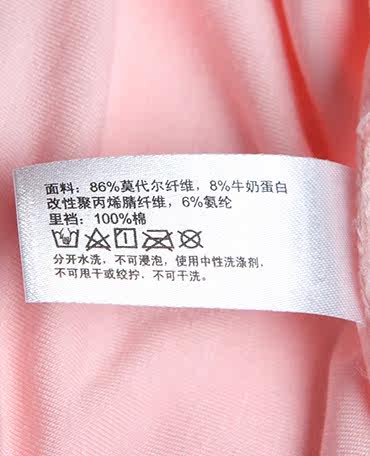 面料：86%莫代尔纤维，8%牛奶蛋白
改性聚丙烯腈纤维，6%氨纶
里裆：100%棉
分开水洗，不可浸泡，使用中性洗涤剂.
不可甩干或绞拧，不可干洗。